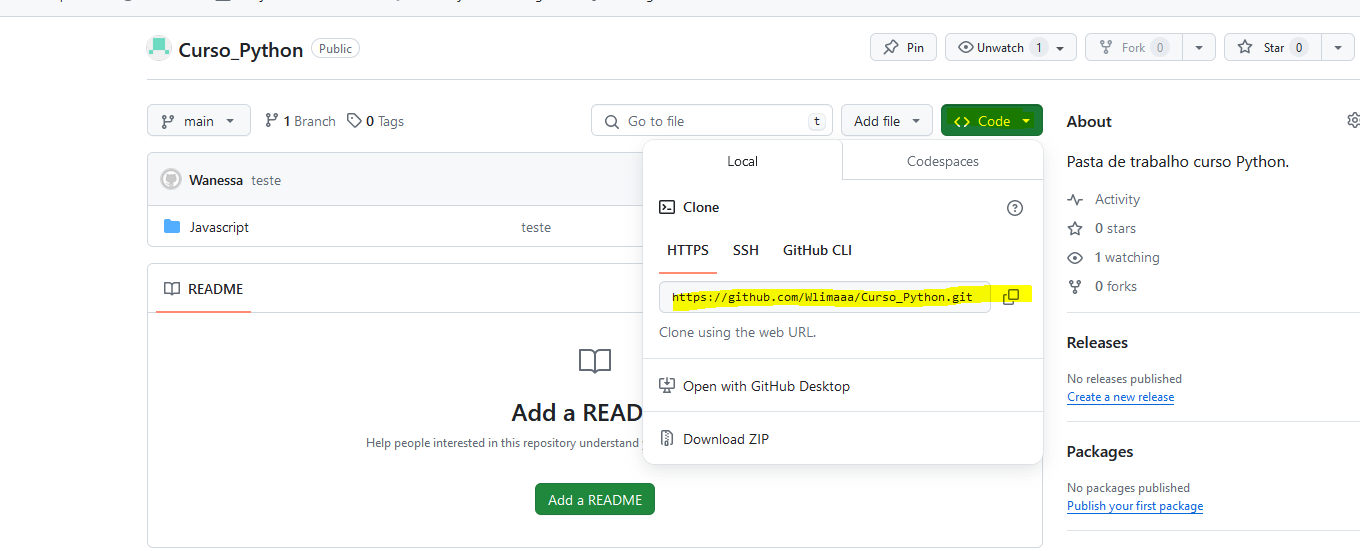 Curso_Python Public
Pin
Unwatch 1
Fork 0
Star 0
main
1 Branch
0 Tags
Go to file t
Add file
Code
Wanessa teste
Javascript teste
README
Add a READ
Help people interested in this repository understand
Add a README
Local
Codespaces
Clone
HTTPS SSH GitHub CLI
https://github.com/Wlimaaa/Curso_Python.git
Clone using the web URL.
Open with GitHub Desktop
Download ZIP
About
Pasta de trabalho curso Python.
Activity
0 stars
1 watching
0 forks
Releases
No releases published
Create a new release
Packages
No packages published
Publish your first package